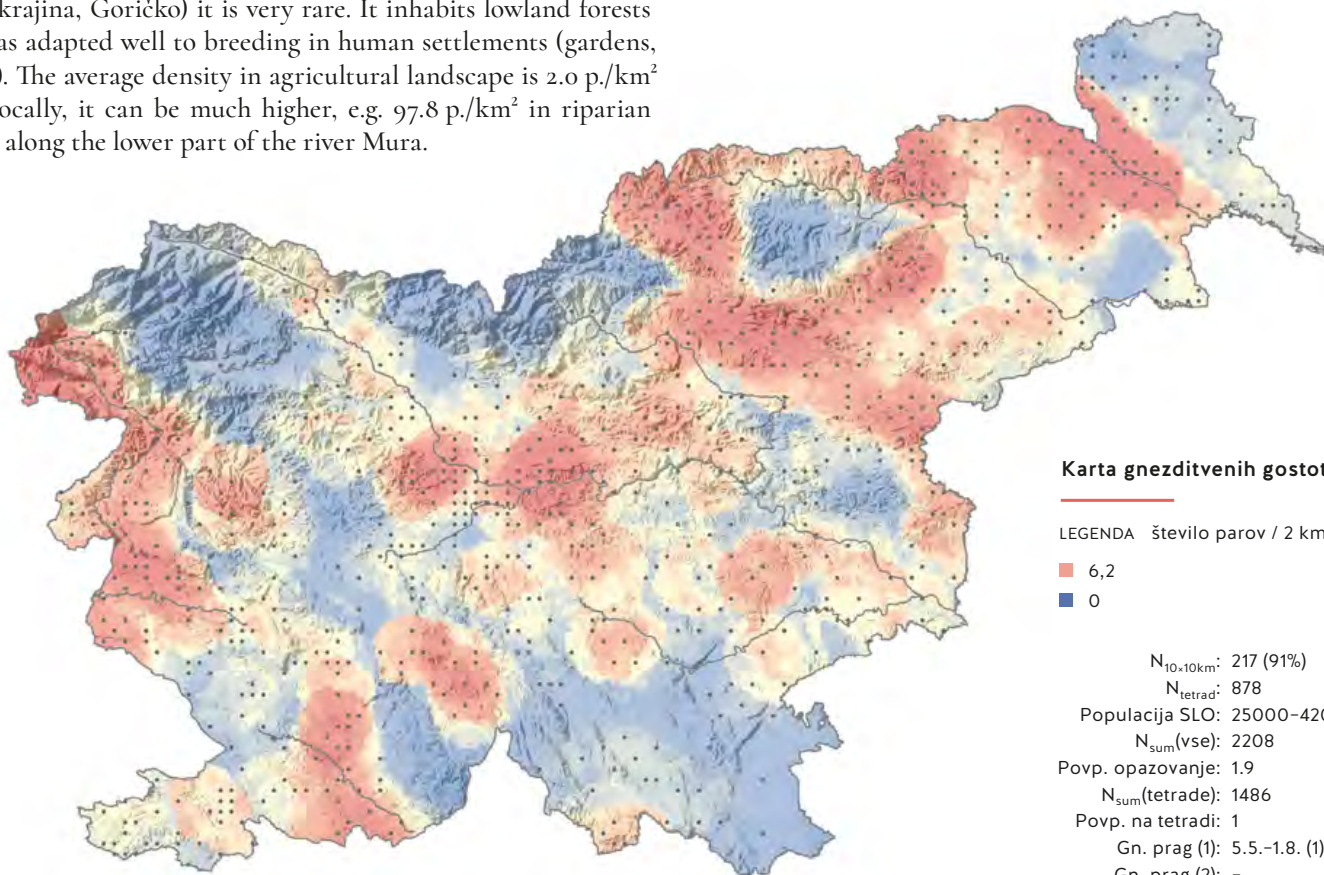 krajina, Goričko) it is very rare. It inhabits lowland forests
as adapted well to breeding in human settlements (gardens,
). The average density in agricultural landscape is 2.0 p./km²
ocally, it can be much higher, e.g. 97.8 p./km² in riparian
along the lower part of the river Mura.
Karta gnezditvenih gostot
LEGENDA število parov / 2 km
6,2
0
N10×10km: 217 (91%)
Ntetrad: 878
Populacija SLO: 25000–420
Nsum(vse): 2208
Povp. opazovanje: 1.9
Nsum(tetrade): 1486
Povp. na tetradi: 1
Gn. prag (1): 5.5.–1.8. (1)
Gn. prag (2): –